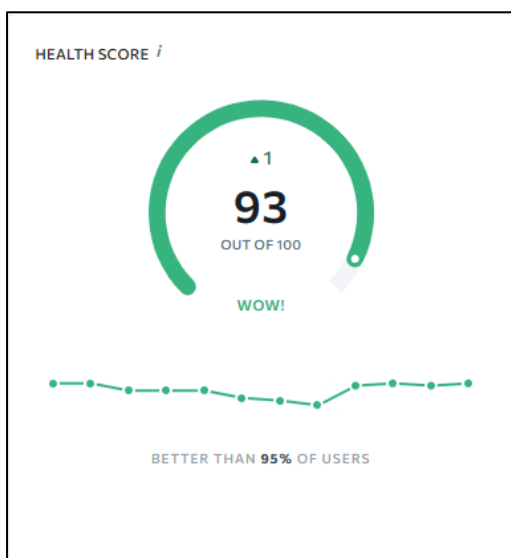 HEALTH SCORE i
▲1
93
OUT OF 100
WOW!
BETTER THAN 95% OF USERS